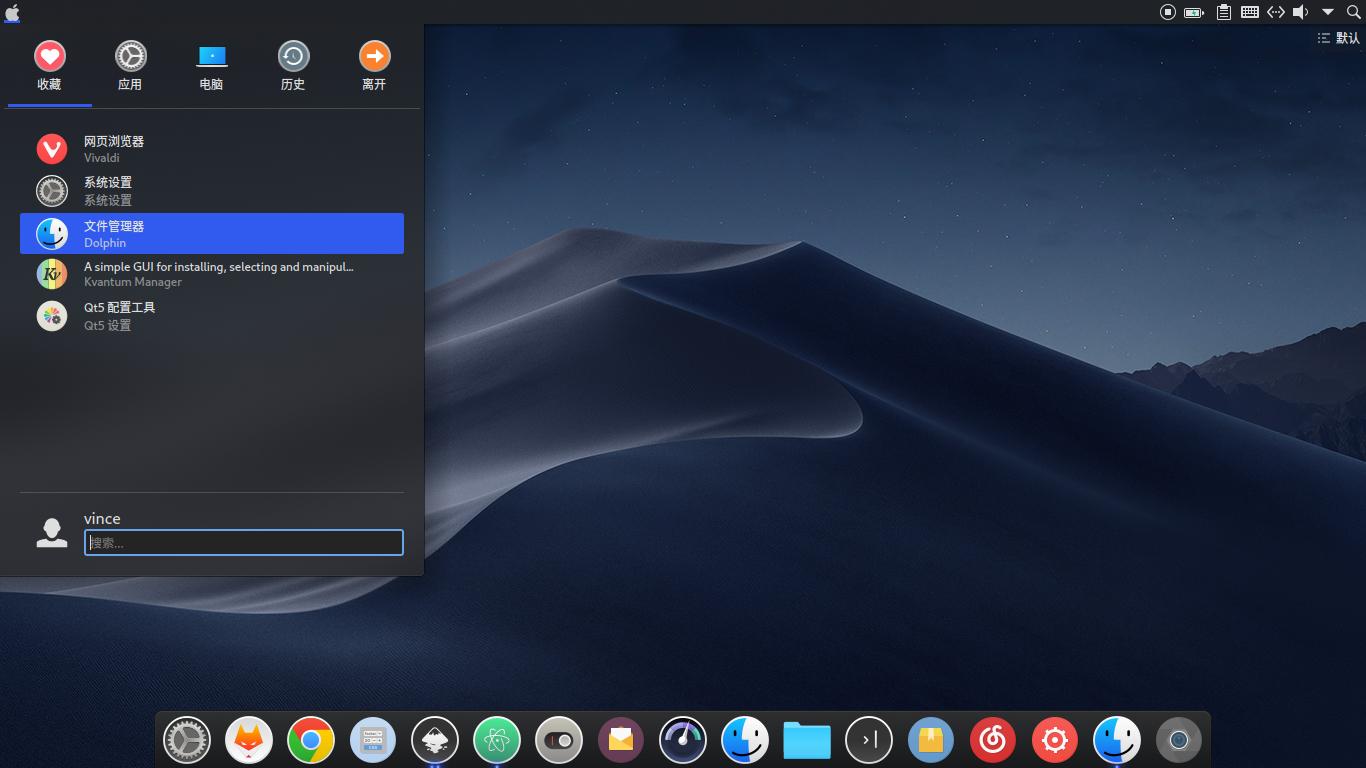 默认
收藏
应用
电脑
历史
离开
网页浏览器
Vivaldi
系统设置
系统设置
文件管理器
Dolphin
A simple GUI for installing, selecting and manipul...
Kvantum Manager
Qt5 配置工具
Qt5 设置
vince
搜索...
Kv